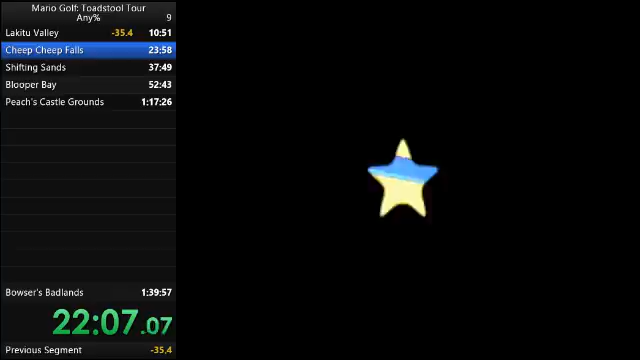 Mario Golf: Toadstool Tour
Any% 9
Lakitu Valley -35.4 10:51
Cheep Cheep Falls 23:58
Shifting Sands 37:49
Blooper Bay 52:43
Peach's Castle Grounds 1:17:26
Bowser's Badlands 1:39:57
22:07.07
Previous Segment -35.4